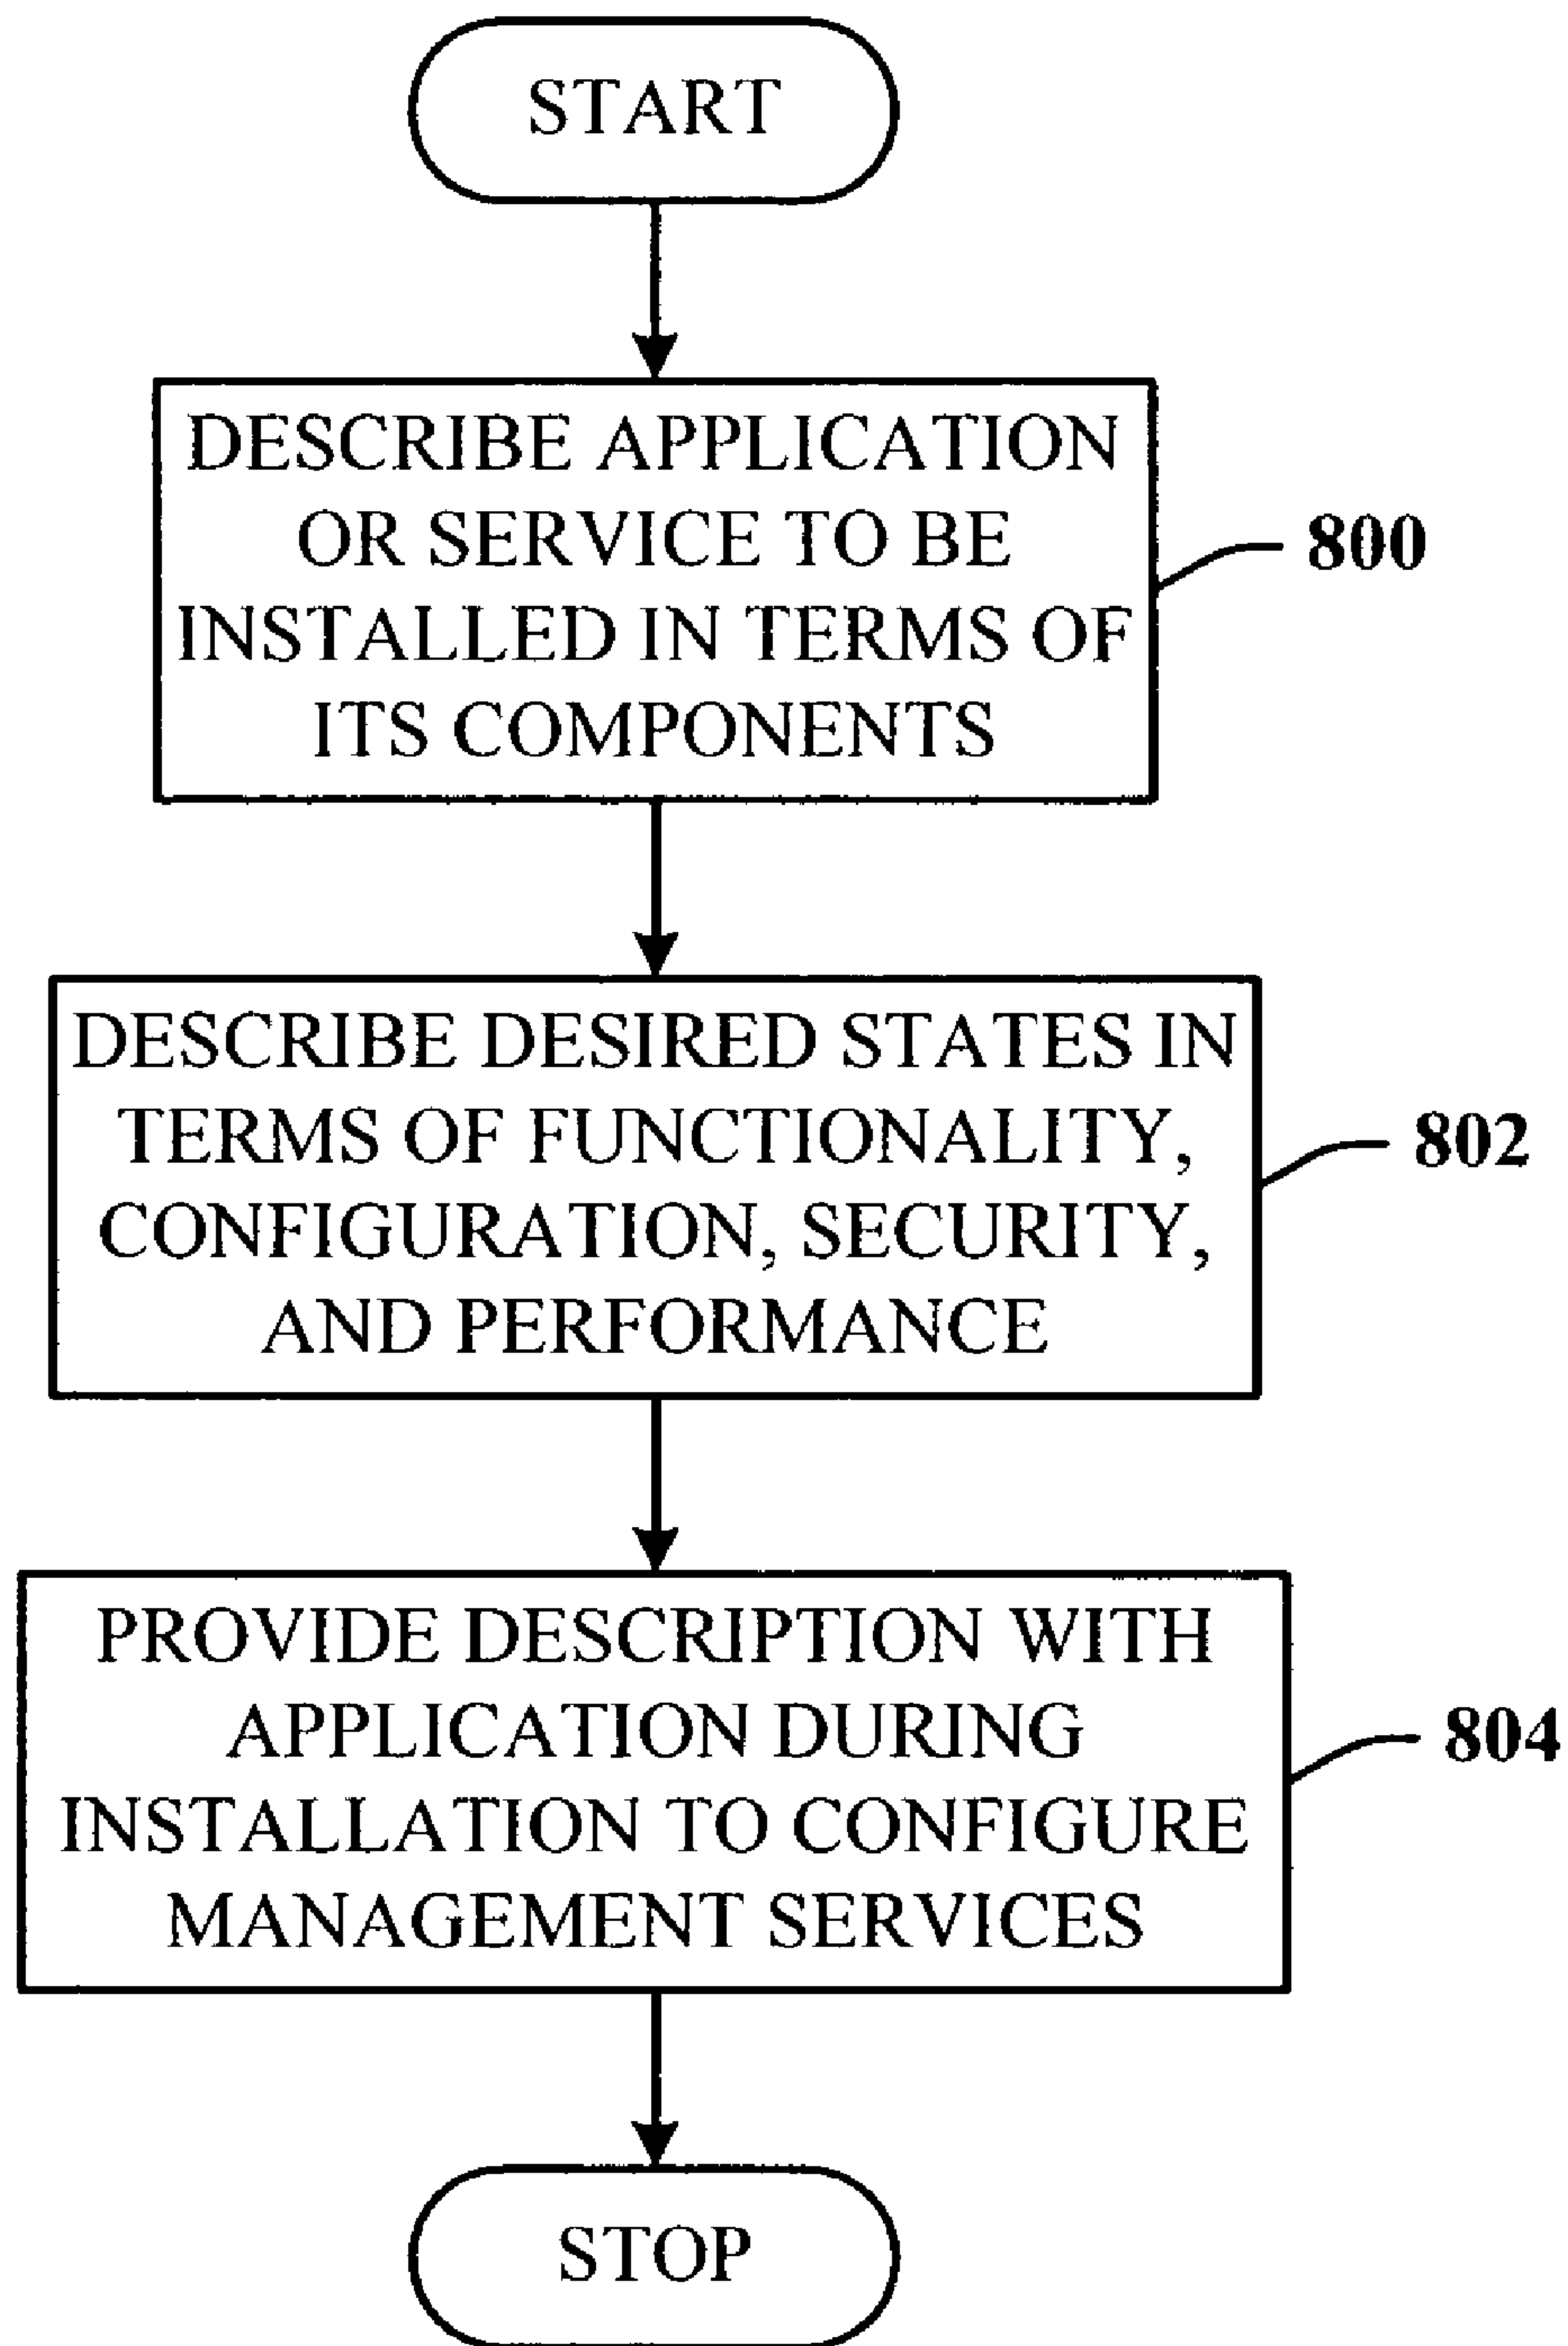 START
DESCRIBE APPLICATION
OR SERVICE TO BE
INSTALLED IN TERMS OF
ITS COMPONENTS
800
DESCRIBE DESIRED STATES IN
TERMS OF FUNCTIONALITY,
CONFIGURATION, SECURITY,
AND PERFORMANCE
802
PROVIDE DESCRIPTION WITH
APPLICATION DURING
INSTALLATION TO CONFIGURE
MANAGEMENT SERVICES
804
STOP